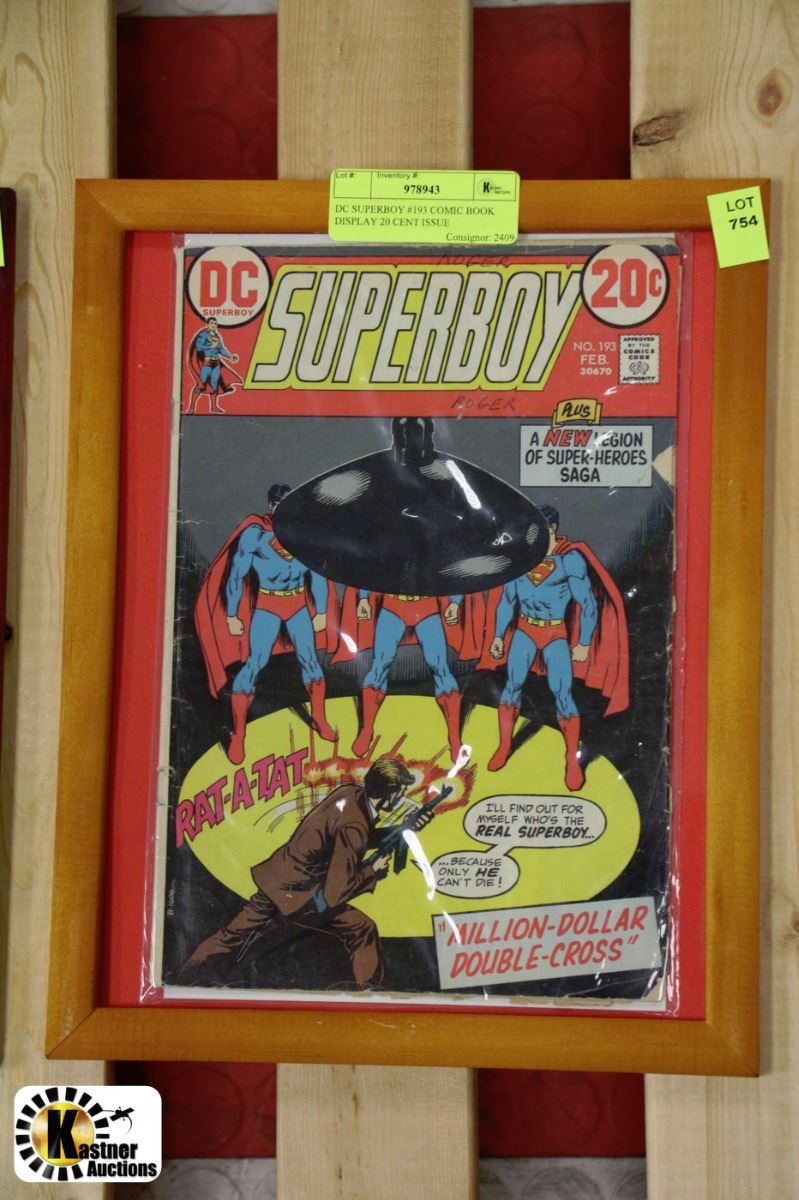 Lot #: Inventory #:
978943
Kastner Auctions
DC SUPERBOY #193 COMIC BOOK
DISPLAY 20 CENT ISSUE
Consignor: 2409
LOT
754
ROGER
DC
SUPERBOY
SUPERBOY
20c
NO. 193
FEB.
30670
APPROVED
BY THE
COMICS
CODE
AUTHORITY
ROGER
PLUS
A NEW LEGION
OF SUPER-HEROES
SAGA
RAT-A-TAT
I'LL FIND OUT FOR
MYSELF WHO'S THE
REAL SUPERBOY...
...BECAUSE
ONLY HE
CAN'T DIE!
"MILLION-DOLLAR
DOUBLE-CROSS"
Kastner
Auctions